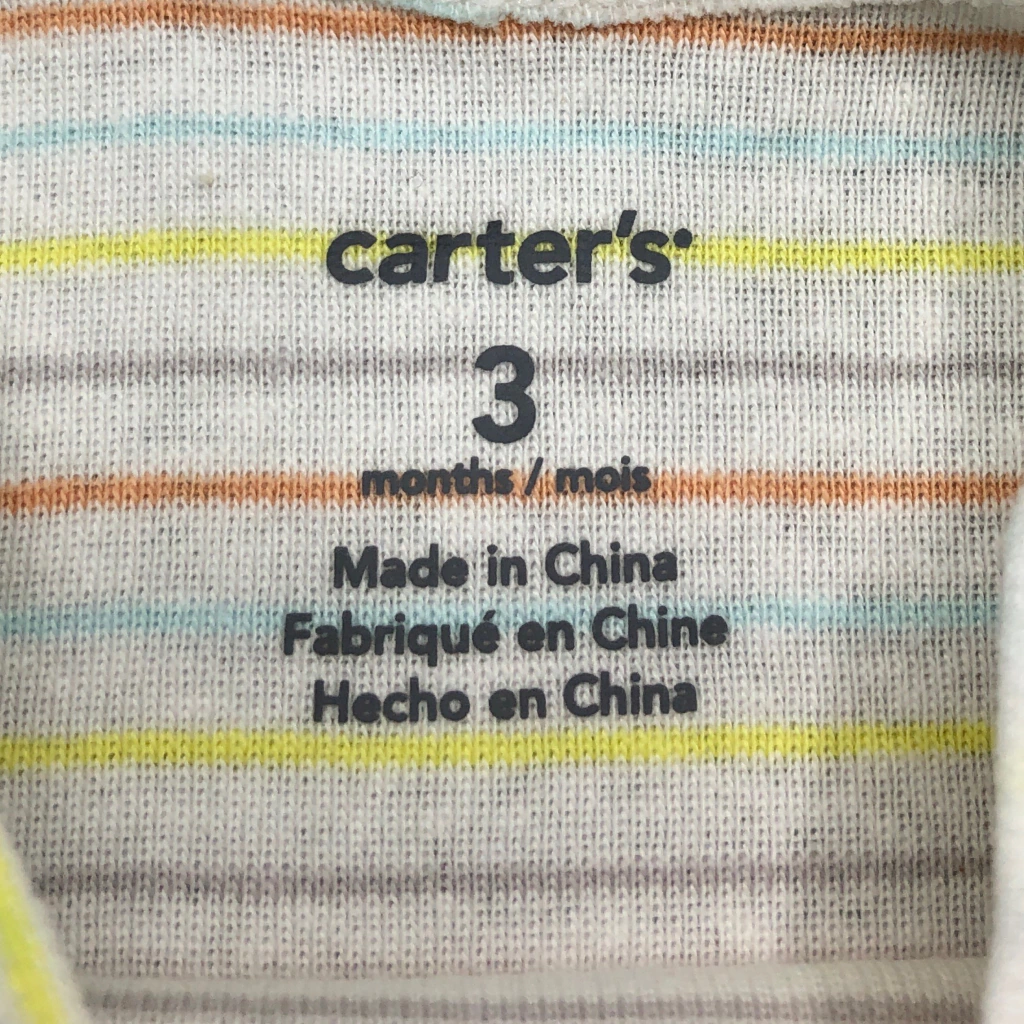 carter's
3
months / mois
Made in China
Fabriqué en Chine
Hecho en China